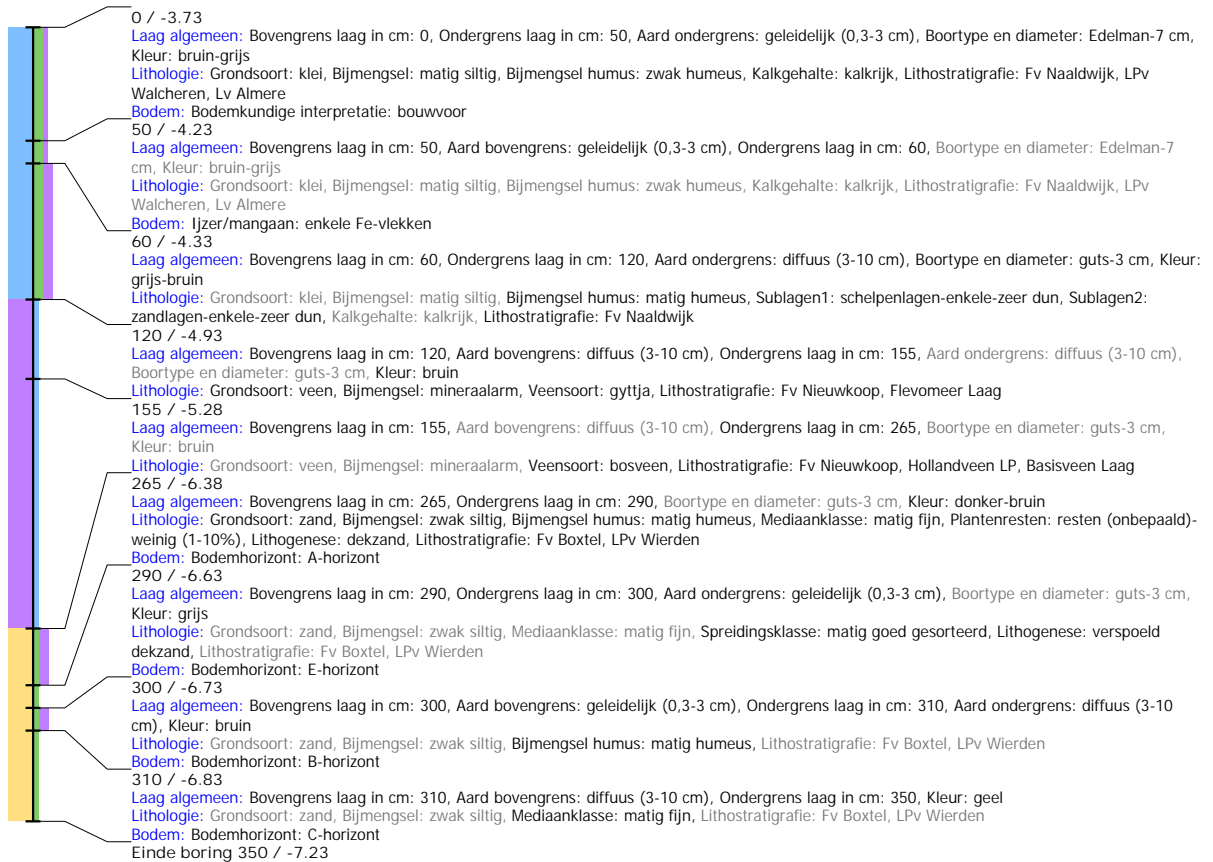 0 / -3.73
Laag algemeen: Bovengrens laag in cm: 0, Ondergrens laag in cm: 50, Aard ondergrens: geleidelijk (0,3-3 cm), Boortype en diameter: Edelman-7 cm,
Kleur: bruin-grijs
Lithologie: Grondsoort: klei, Bijmengsel: matig siltig, Bijmengsel humus: zwak humeus, Kalkgehalte: kalkrijk, Lithostratigrafie: Fv Naaldwijk, LPv
Walcheren, Lv Almere
Bodem: Bodemkundige interpretatie: bouwvoor
50 / -4.23
Laag algemeen: Bovengrens laag in cm: 50, Aard bovengrens: geleidelijk (0,3-3 cm), Ondergrens laag in cm: 60, Boortype en diameter: Edelman-7
cm, Kleur: bruin-grijs
Lithologie: Grondsoort: klei, Bijmengsel: matig siltig, Bijmengsel humus: zwak humeus, Kalkgehalte: kalkrijk, Lithostratigrafie: Fv Naaldwijk, LPv
Walcheren, Lv Almere
Bodem: Ijzer/mangaan: enkele Fe-vlekken
60 / -4.33
Laag algemeen: Bovengrens laag in cm: 60, Ondergrens laag in cm: 120, Aard ondergrens: diffuus (3-10 cm), Boortype en diameter: guts-3 cm, Kleur:
grijs-bruin
Lithologie: Grondsoort: klei, Bijmengsel: matig siltig, Bijmengsel humus: matig humeus, Sublagen1: schelpenlagen-enkele-zeer dun, Sublagen2:
zandlagen-enkele-zeer dun, Kalkgehalte: kalkrijk, Lithostratigrafie: Fv Naaldwijk
120 / -4.93
Laag algemeen: Bovengrens laag in cm: 120, Aard bovengrens: diffuus (3-10 cm), Ondergrens laag in cm: 155, Aard ondergrens: diffuus (3-10 cm),
Boortype en diameter: guts-3 cm, Kleur: bruin
Lithologie: Grondsoort: veen, Bijmengsel: mineraalarm, Veensoort: gyttja, Lithostratigrafie: Fv Nieuwkoop, Flevomeer Laag
155 / -5.28
Laag algemeen: Bovengrens laag in cm: 155, Aard bovengrens: diffuus (3-10 cm), Ondergrens laag in cm: 265, Boortype en diameter: guts-3 cm,
Kleur: bruin
Lithologie: Grondsoort: veen, Bijmengsel: mineraalarm, Veensoort: bosveen, Lithostratigrafie: Fv Nieuwkoop, Hollandveen LP, Basisveen Laag
265 / -6.38
Laag algemeen: Bovengrens laag in cm: 265, Ondergrens laag in cm: 290, Boortype en diameter: guts-3 cm, Kleur: donker-bruin
Lithologie: Grondsoort: zand, Bijmengsel: zwak siltig, Bijmengsel humus: matig humeus, Mediaanklasse: matig fijn, Plantenresten: resten (onbepaald)-
weinig (1-10%), Lithogenese: dekzand, Lithostratigrafie: Fv Boxtel, LPv Wierden
Bodem: Bodemhorizont: A-horizont
290 / -6.63
Laag algemeen: Bovengrens laag in cm: 290, Ondergrens laag in cm: 300, Aard ondergrens: geleidelijk (0,3-3 cm), Boortype en diameter: guts-3 cm,
Kleur: grijs
Lithologie: Grondsoort: zand, Bijmengsel: zwak siltig, Mediaanklasse: matig fijn, Spreidingsklasse: matig goed gesorteerd, Lithogenese: verspoeld
dekzand, Lithostratigrafie: Fv Boxtel, LPv Wierden
Bodem: Bodemhorizont: E-horizont
300 / -6.73
Laag algemeen: Bovengrens laag in cm: 300, Aard bovengrens: geleidelijk (0,3-3 cm), Ondergrens laag in cm: 310, Aard ondergrens: diffuus (3-10
cm), Kleur: bruin
Lithologie: Grondsoort: zand, Bijmengsel: zwak siltig, Bijmengsel humus: matig humeus, Lithostratigrafie: Fv Boxtel, LPv Wierden
Bodem: Bodemhorizont: B-horizont
310 / -6.83
Laag algemeen: Bovengrens laag in cm: 310, Aard bovengrens: diffuus (3-10 cm), Ondergrens laag in cm: 350, Kleur: geel
Lithologie: Grondsoort: zand, Bijmengsel: zwak siltig, Mediaanklasse: matig fijn, Lithostratigrafie: Fv Boxtel, LPv Wierden
Bodem: Bodemhorizont: C-horizont
Einde boring 350 / -7.23